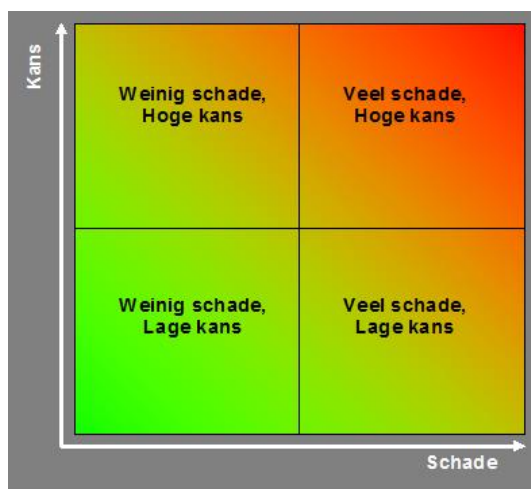 Kans
Weinig schade,
Hoge kans
Veel schade,
Hoge kans
Weinig schade,
Lage kans
Veel schade,
Lage kans
Schade